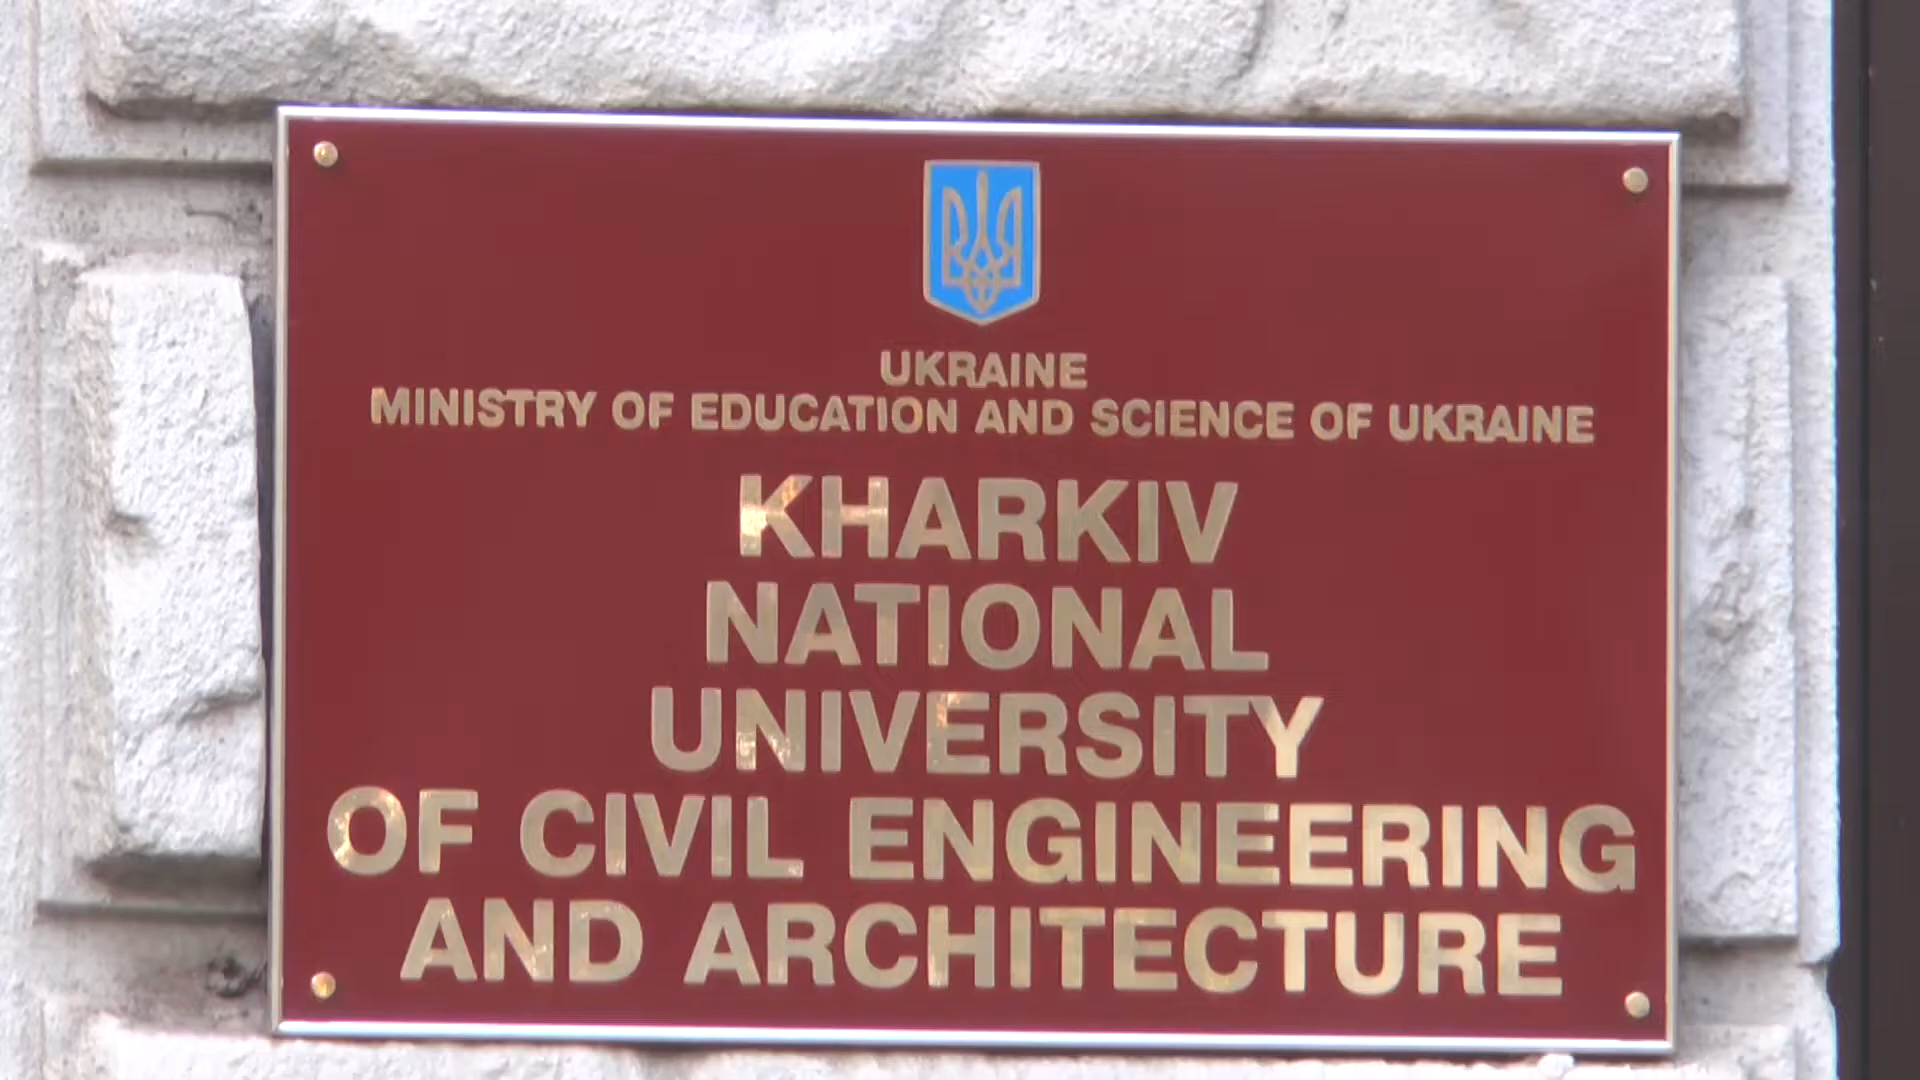 UKRAINE
MINISTRY OF EDUCATION AND SCIENCE OF UKRAINE
KHARKIV
NATIONAL
UNIVERSITY
OF CIVIL ENGINEERING
AND ARCHITECTURE